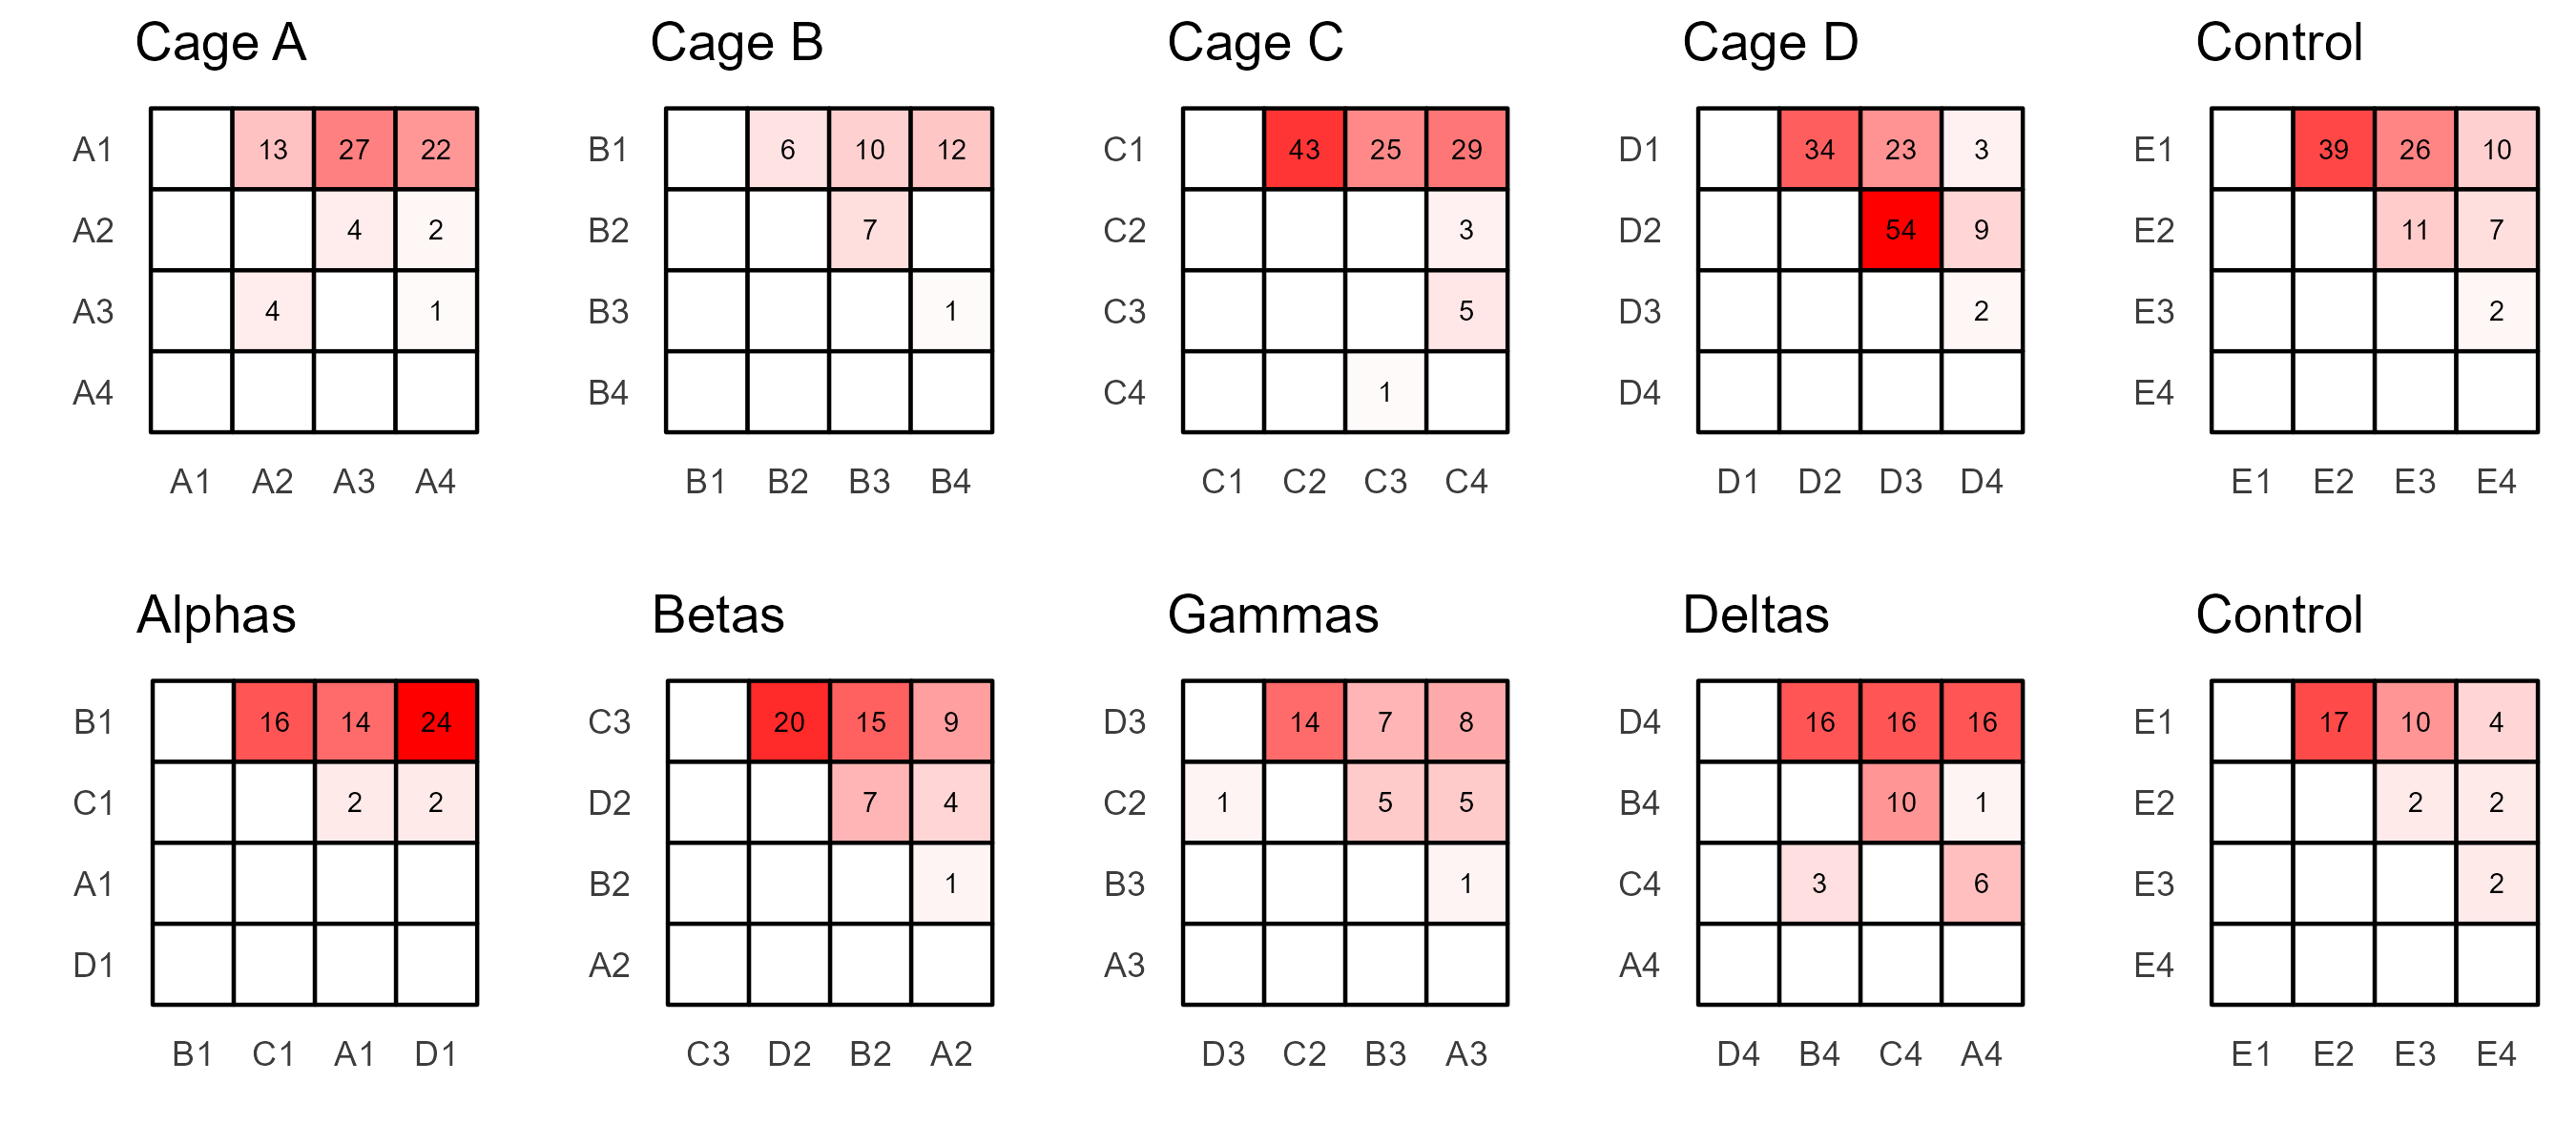 Cage A Cage B Cage C Cage D Control
A1 13 27 22 B1 6 10 12 C1 43 25 29 D1 34 23 3 E1 39 26 10
A2 4 2 B2 7 C2 3 D2 54 9 E2 11 7
A3 4 1 B3 1 C3 5 D3 2 E3 2
A4 B4 C4 1 D4 E4
A1 A2 A3 A4 B1 B2 B3 B4 C1 C2 C3 C4 D1 D2 D3 D4 E1 E2 E3 E4
Alphas Betas Gammas Deltas Control
B1 16 14 24 C3 20 15 9 D3 14 7 8 D4 16 16 16 E1 17 10 4
C1 2 2 D2 7 4 C2 1 5 5 B4 10 1 E2 2 2
A1 B2 1 B3 1 C4 3 6 E3 2
D1 A2 A3 A4 E4
B1 C1 A1 D1 C3 D2 B2 A2 D3 C2 B3 A3 D4 B4 C4 A4 E1 E2 E3 E4